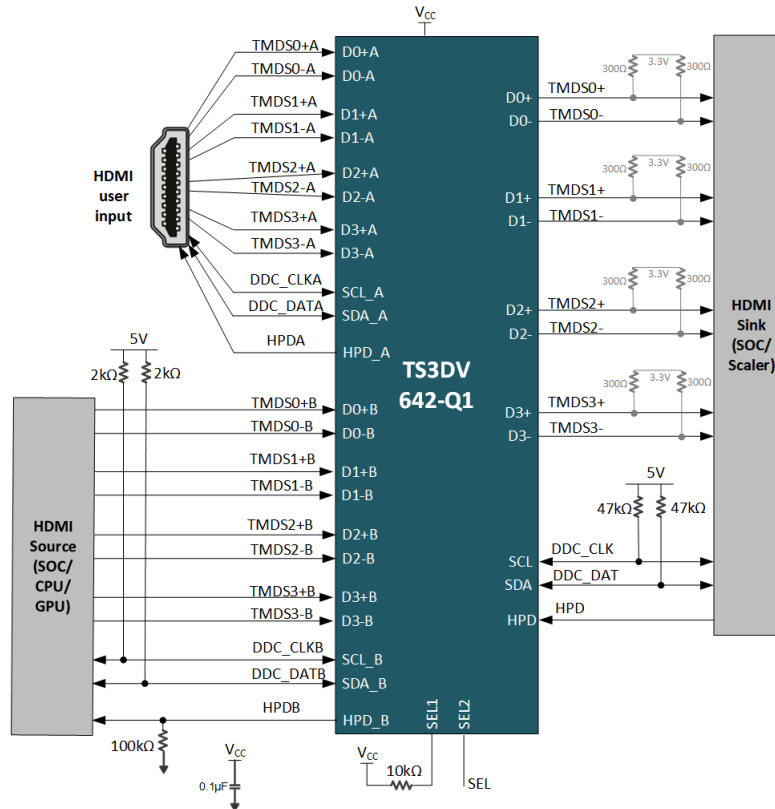 V_CC
TMDS0+A
TMDS0-A
TMDS1+A
TMDS1-A
TMDS2+A
TMDS2-A
TMDS3+A
TMDS3-A
DDC_CLKA
DDC_DATA
HPDA
HDMI
user
input
D0+A
D0-A
D1+A
D1-A
D2+A
D2-A
D3+A
D3-A
SCL_A
SDA_A
HPD_A
TS3DV
642-Q1
5V
2kΩ
2kΩ
HDMI
Source
(SOC/
CPU/
GPU)
TMDS0+B
TMDS0-B
TMDS1+B
TMDS1-B
TMDS2+B
TMDS2-B
TMDS3+B
TMDS3-B
DDC_CLKB
DDC_DATB
HPDB
D0+B
D0-B
D1+B
D1-B
D2+B
D2-B
D3+B
D3-B
SCL_B
SDA_B
HPD_B
100kΩ
V_CC
0.1µF
V_CC
10kΩ
SEL1
SEL2
SEL
D0+
D0-
D1+
D1-
D2+
D2-
D3+
D3-
SCL
SDA
HPD
300Ω
3.3V
300Ω
TMDS0+
TMDS0-
300Ω
3.3V
300Ω
TMDS1+
TMDS1-
300Ω
3.3V
300Ω
TMDS2+
TMDS2-
300Ω
3.3V
300Ω
TMDS3+
TMDS3-
5V
47kΩ
47kΩ
DDC_CLK
DDC_DAT
HPD
HDMI
Sink
(SOC/
Scaler)